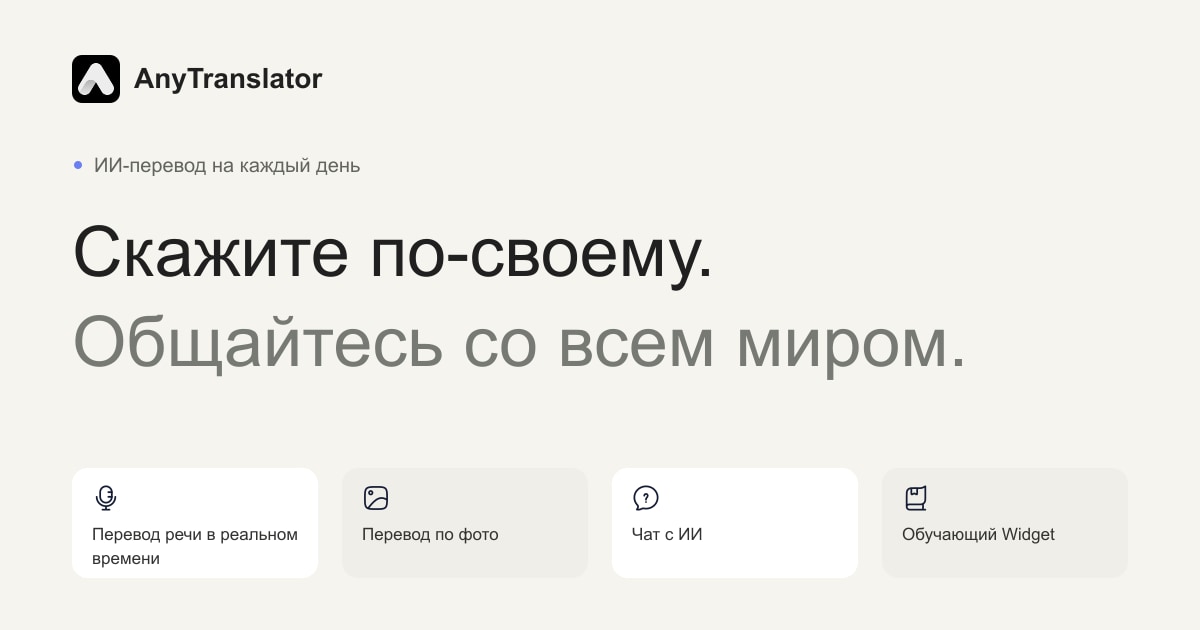 AnyTranslator
ИИ-перевод на каждый день
Скажите по-своему.
Общайтесь со всем миром.
Перевод речи в реальном
времени
Перевод по фото
Чат с ИИ
Обучающий Widget